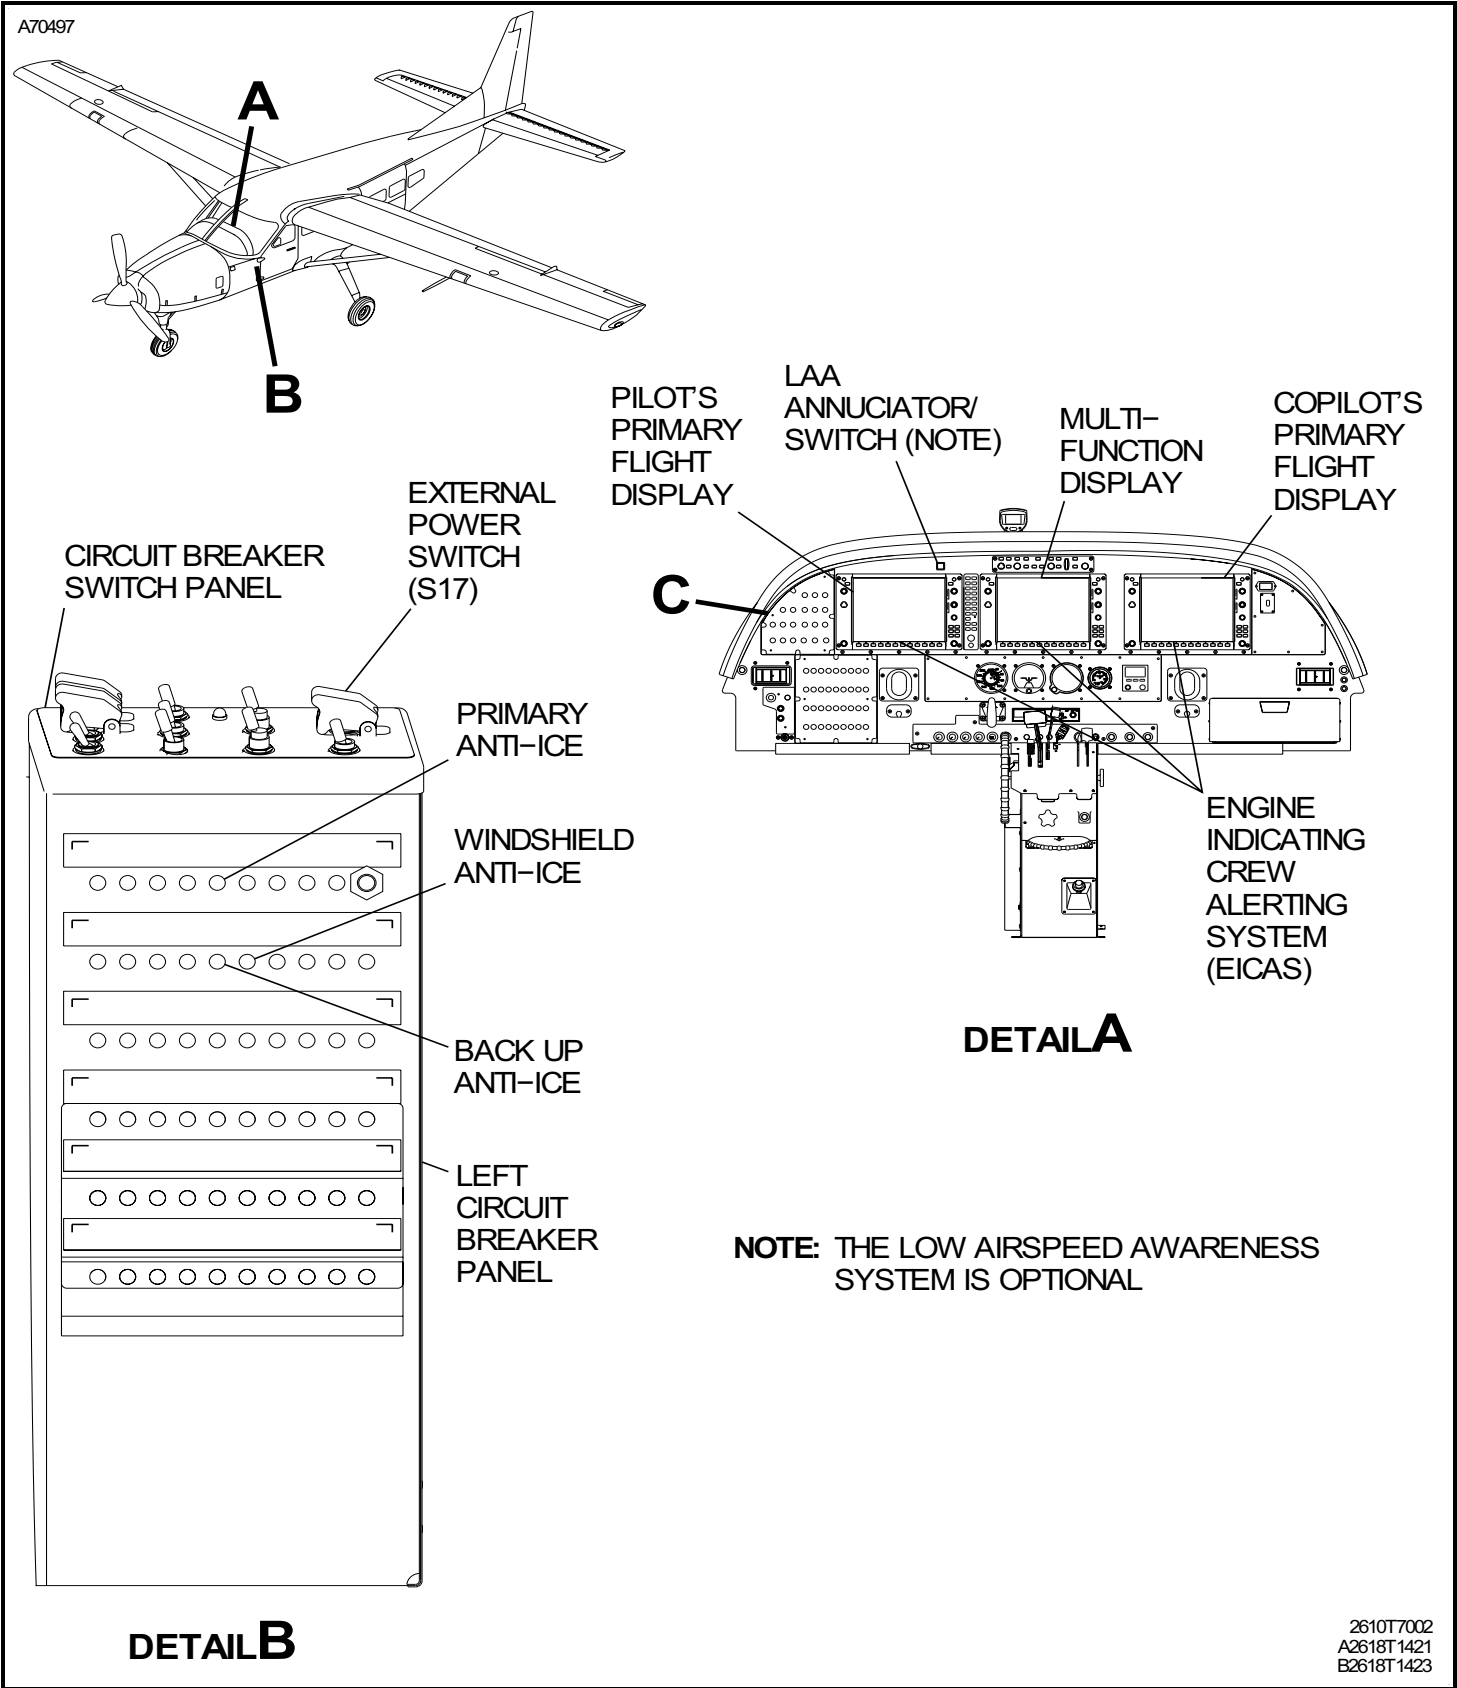 A70497
A
B
PILOT'S
PRIMARY
FLIGHT
DISPLAY
LAA
ANNUCIATOR/
SWITCH (NOTE)
MULTI–
FUNCTION
DISPLAY
COPILOT'S
PRIMARY
FLIGHT
DISPLAY
EXTERNAL
POWER
SWITCH
(S17)
CIRCUIT BREAKER
SWITCH PANEL
C
PRIMARY
ANTI–ICE
WINDSHIELD
ANTI–ICE
BACK UP
ANTI–ICE
LEFT
CIRCUIT
BREAKER
PANEL
ENGINE
INDICATING
CREW
ALERTING
SYSTEM
(EICAS)
DETAIL A
NOTE: THE LOW AIRSPEED AWARENESS
SYSTEM IS OPTIONAL
DETAIL B
2610T7002
A2618T1421
B2618T1423